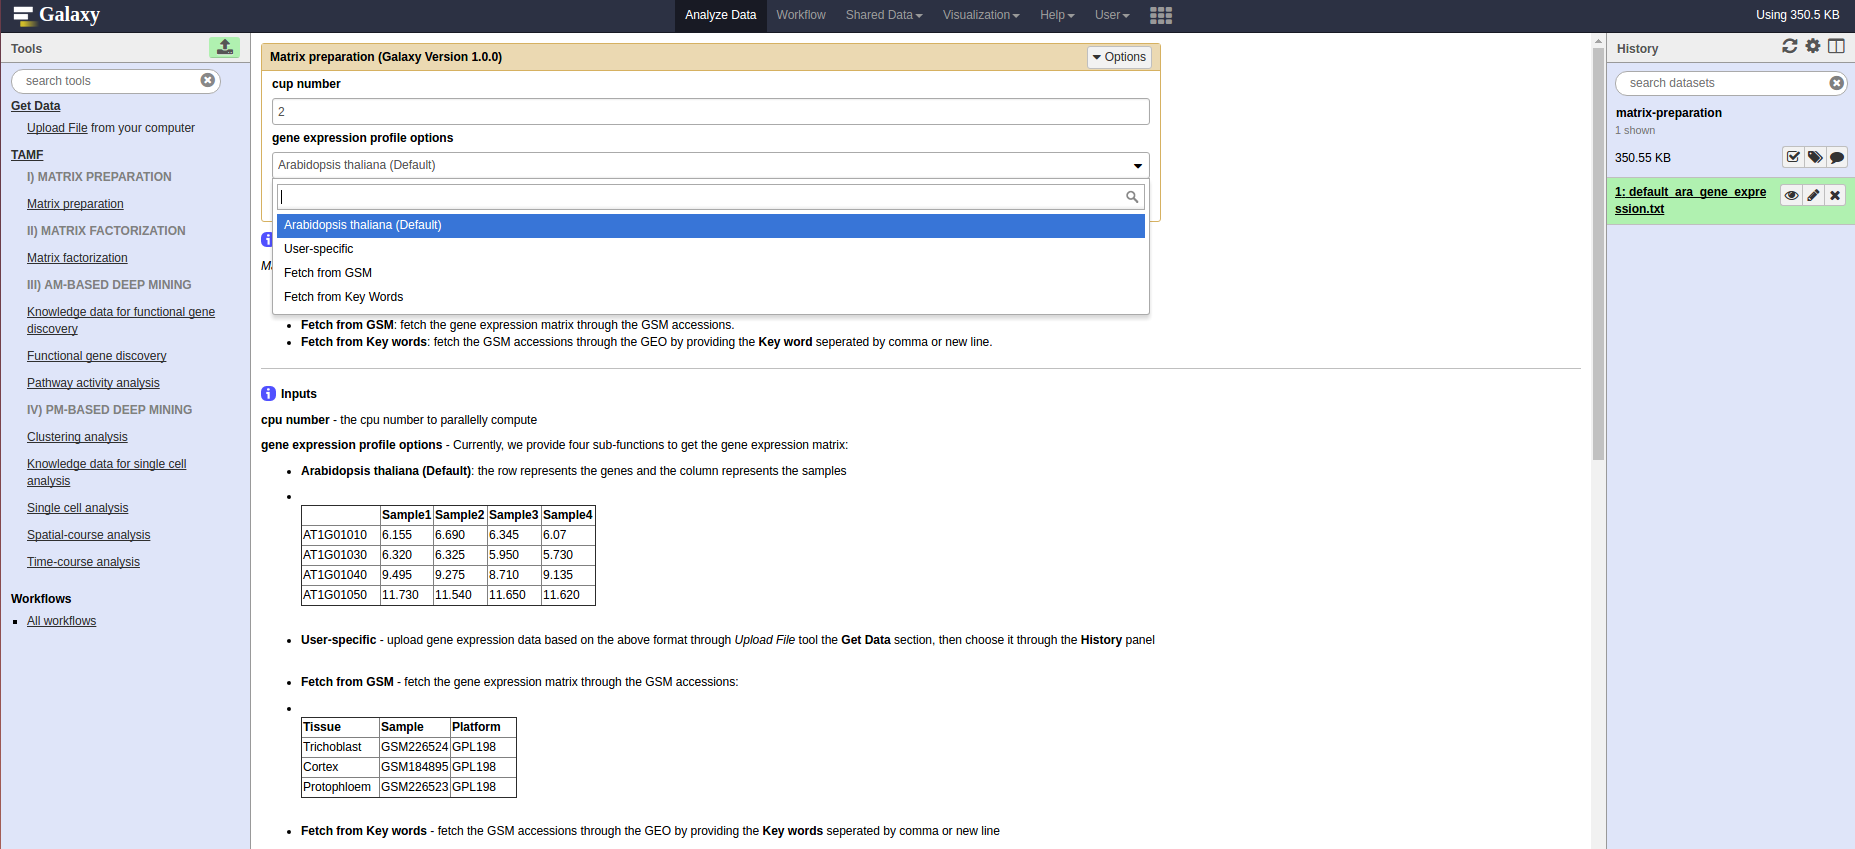 Galaxy
Analyze Data Workflow Shared Data Visualization Help User
Using 350.5 KB
Tools
search tools
Get Data
Upload File from your computer
TAMF
I) MATRIX PREPARATION
Matrix preparation
II) MATRIX FACTORIZATION
Matrix factorization
III) AM-BASED DEEP MINING
Knowledge data for functional gene
discovery
Functional gene discovery
Pathway activity analysis
IV) PM-BASED DEEP MINING
Clustering analysis
Knowledge data for single cell
analysis
Single cell analysis
Spatial-course analysis
Time-course analysis
Workflows
All workflows
Matrix preparation (Galaxy Version 1.0.0)
Options
cup number
2
gene expression profile options
Arabidopsis thaliana (Default)
Arabidopsis thaliana (Default)
User-specific
Fetch from GSM
Fetch from Key Words
Fetch from GSM: fetch the gene expression matrix through the GSM accessions.
Fetch from Key words: fetch the GSM accessions through the GEO by providing the Key word seperated by comma or new line.
Inputs
cpu number - the cpu number to parallelly compute
gene expression profile options - Currently, we provide four sub-functions to get the gene expression matrix:
Arabidopsis thaliana (Default): the row represents the genes and the column represents the samples
Sample1 Sample2 Sample3 Sample4
AT1G01010 6.155 6.690 6.345 6.07
AT1G01030 6.320 6.325 5.950 5.730
AT1G01040 9.495 9.275 8.710 9.135
AT1G01050 11.730 11.540 11.650 11.620
User-specific - upload gene expression data based on the above format through Upload File tool the Get Data section, then choose it through the History panel
Fetch from GSM - fetch the gene expression matrix through the GSM accessions:
Tissue Sample Platform
Trichoblast GSM226524 GPL198
Cortex GSM184895 GPL198
Protophloem GSM226523 GPL198
Fetch from Key words - fetch the GSM accessions through the GEO by providing the Key words seperated by comma or new line
History
search datasets
matrix-preparation
1 shown
350.55 KB
1: default_ara_gene_expre
ssion.txt